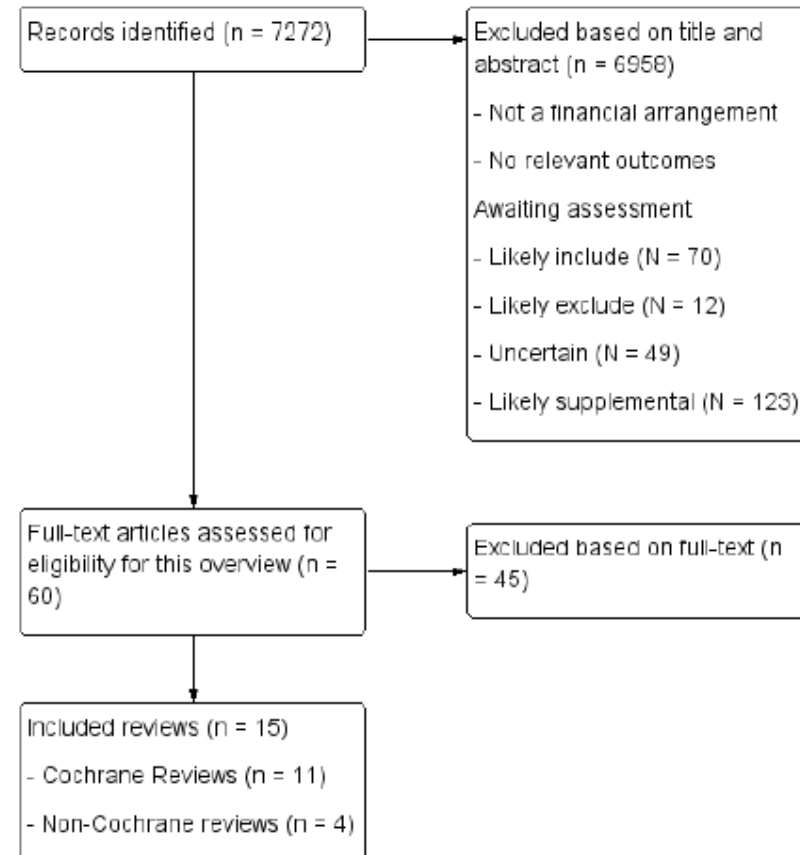 Records identified (n = 7272)
Excluded based on title and
abstract (n = 6958)
- Not a financial arrangement
- No relevant outcomes
Awaiting assessment
- Likely include (N = 70)
- Likely exclude (N = 12)
- Uncertain (N = 49)
- Likely supplemental (N = 123)
Full-text articles assessed for
eligibility for this overview (n =
60)
Excluded based on full-text (n
= 45)
Included reviews (n = 15)
- Cochrane Reviews (n = 11)
- Non-Cochrane reviews (n = 4)